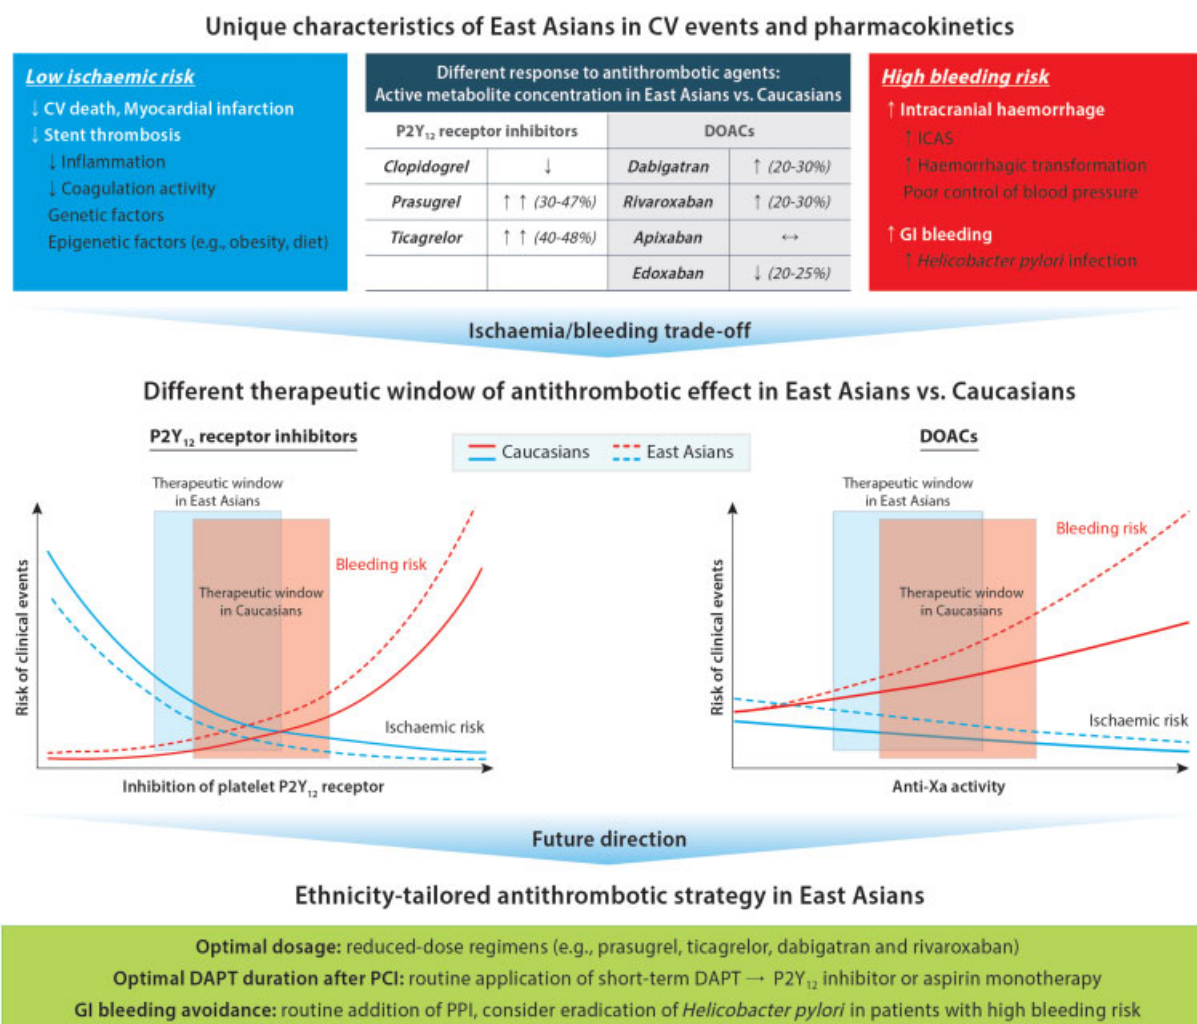 Unique characteristics of East Asians in CV events and pharmacokinetics
Low ischaemic risk
↓ CV death, Myocardial infarction
↓ Stent thrombosis
↓ Inflammation
↓ Coagulation activity
Genetic factors
Epigenetic factors (e.g., obesity, diet)
Different response to antithrombotic agents:
Active metabolite concentration in East Asians vs. Caucasians
P2Y12 receptor inhibitors DOACs
Clopidogrel ↓ Dabigatran ↑ (20-30%)
Prasugrel ↑ ↑ (30-47%) Rivaroxaban ↑ (20-30%)
Ticagrelor ↑ ↑ (40-48%) Apixaban ↔
Edoxaban ↓ (20-25%)
High bleeding risk
↑ Intracranial haemorrhage
↑ ICAS
↑ Haemorrhagic transformation
Poor control of blood pressure
↑ GI bleeding
↑ Helicobacter pylori infection
Ischaemia/bleeding trade-off
Different therapeutic window of antithrombotic effect in East Asians vs. Caucasians
P2Y12 receptor inhibitors
Caucasians East Asians
DOACs
Therapeutic window
in East Asians
Bleeding risk
Therapeutic window
in Caucasians
Ischaemic risk
Risk of clinical events
Inhibition of platelet P2Y12 receptor
Therapeutic window
in East Asians
Bleeding risk
Therapeutic window
in Caucasians
Ischaemic risk
Risk of clinical events
Anti-Xa activity
Future direction
Ethnicity-tailored antithrombotic strategy in East Asians
Optimal dosage: reduced-dose regimens (e.g., prasugrel, ticagrelor, dabigatran and rivaroxaban)
Optimal DAPT duration after PCI: routine application of short-term DAPT → P2Y12 inhibitor or aspirin monotherapy
GI bleeding avoidance: routine addition of PPI, consider eradication of Helicobacter pylori in patients with high bleeding risk